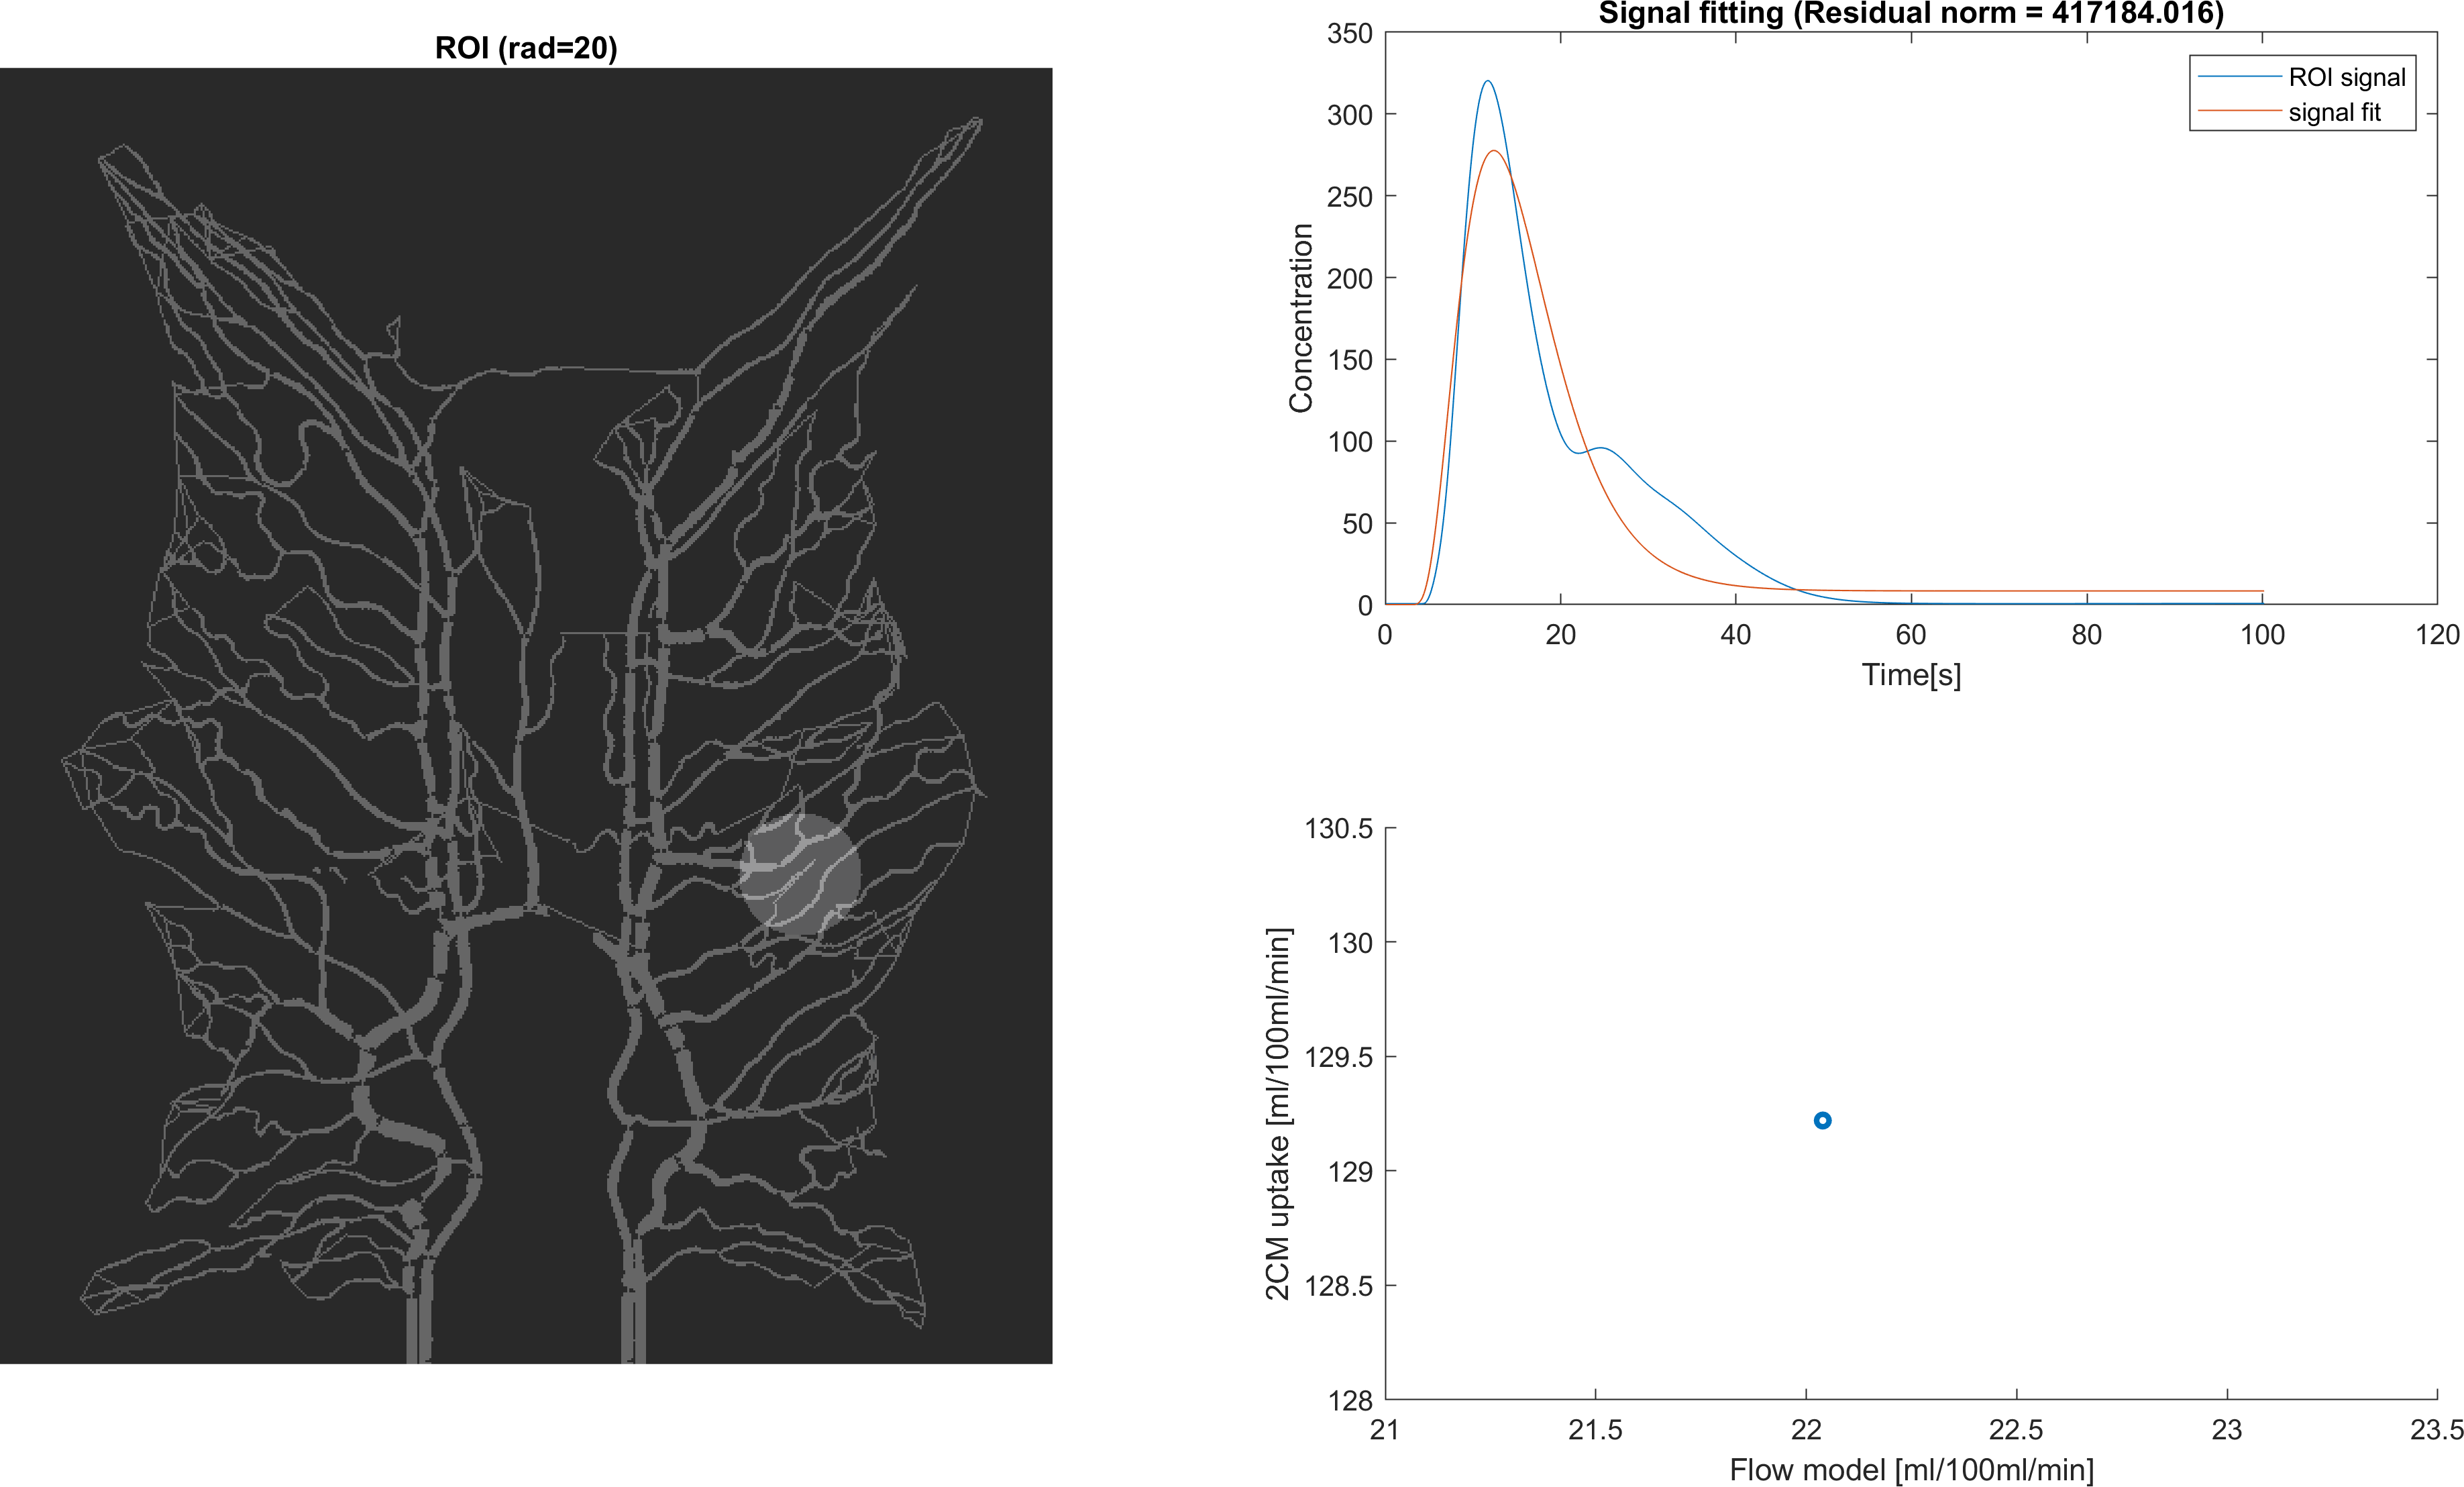 ROI (rad=20)
Signal fitting (Residual norm = 417184.016)
350
300
250
200
150
100
50
0
Concentration
ROI signal
signal fit
0 20 40 60 80 100 120
Time[s]
130.5
130
129.5
129
128.5
128
2CM uptake [ml/100ml/min]
21 21.5 22 22.5 23 23.5
Flow model [ml/100ml/min]